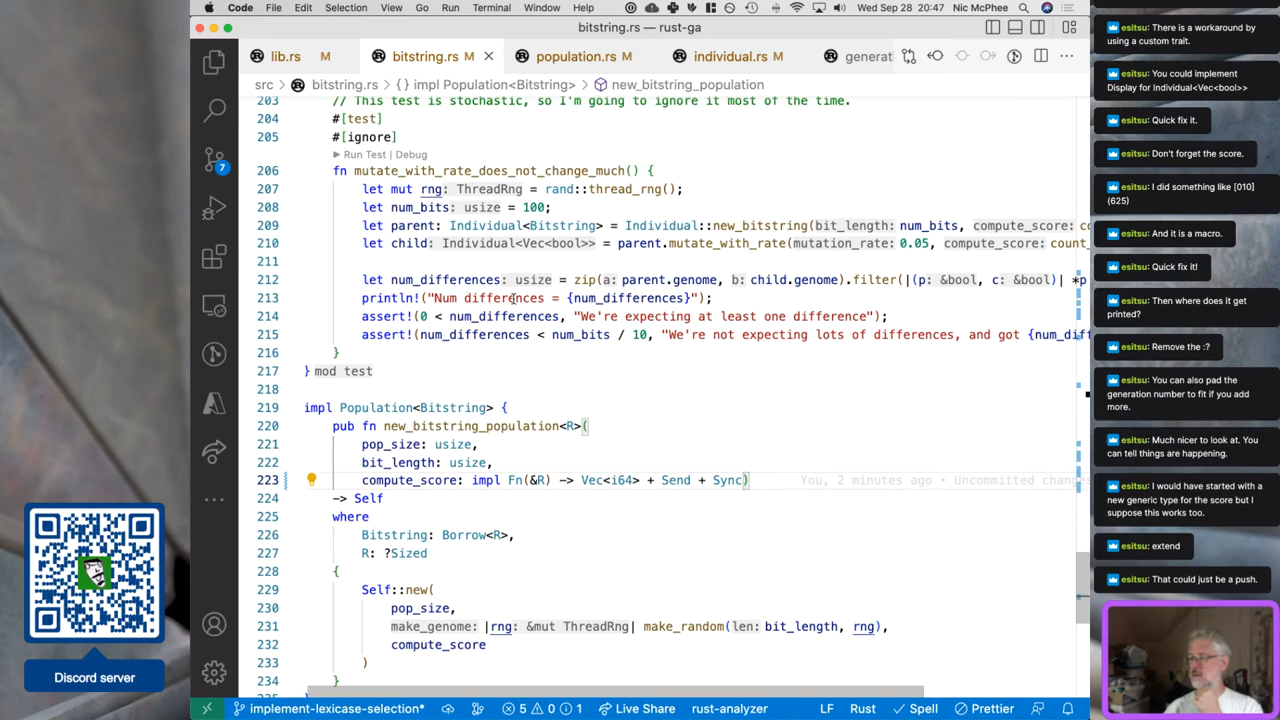 Code File Edit Selection View Go Run Terminal Window Help Wed Sep 28 20:47 Nic McPhee
bitstring.rs — rust-ga
lib.rs M bitstring.rs M population.rs M individual.rs M generat
src > bitstring.rs > {} impl Population<Bitstring> > new_bitstring_population
203 // This test is stochastic, so I'm going to ignore it most of the time.
204 #[test]
205 #[ignore]
▶ Run Test | Debug
206 fn mutate_with_rate_does_not_change_much() {
207 let mut rng: ThreadRng = rand::thread_rng();
208 let num_bits: usize = 100;
209 let parent: Individual<Bitstring> = Individual::new_bitstring(bit_length: num_bits, compute_score: coun
210 let child: Individual<Vec<bool>> = parent.mutate_with_rate(mutation_rate: 0.05, compute_score: count_
211
212 let num_differences: usize = zip(a: parent.genome, b: child.genome).filter(|(p: &bool, c: &bool)| *p
213 println!("Num differences = {num_differences}");
214 assert!(0 < num_differences, "We're expecting at least one difference");
215 assert!(num_differences < num_bits / 10, "We're not expecting lots of differences, and got {num_diff
216 }
217 } mod test
218
219 impl Population<Bitstring> {
220 pub fn new_bitstring_population<R>(
221 pop_size: usize,
222 bit_length: usize,
223 compute_score: impl Fn(&R) -> Vec<i64> + Send + Sync) You, 2 minutes ago • Uncommitted changes
224 -> Self
225 where
226 Bitstring: Borrow<R>,
227 R: ?Sized
228 {
229 Self::new(
230 pop_size,
231 make_genome: |rng: &mut ThreadRng| make_random(len: bit_length, rng),
232 compute_score
233 )
234 }
235
7
implement-lexicase-selection* 5 0 1 Live Share rust-analyzer LF Rust Spell Prettier
Discord server
esitsu: There is a workaround by
using a custom trait.
esitsu: You could implement
Display for Individual<Vec<bool>>
esitsu: Quick fix it.
esitsu: Don't forget the score.
esitsu: I did something like [010]
(625)
esitsu: And it is a macro.
esitsu: Quick fix!
esitsu: Then where does it get
printed?
esitsu: Remove the :?
esitsu: You can also pad the
generation number to fit if you add
more.
esitsu: Much nicer to look at. You
can tell things are happening.
esitsu: I would have started with a
new generic type for the score but I
suppose this works too.
esitsu: extend
esitsu: That could just be a push.